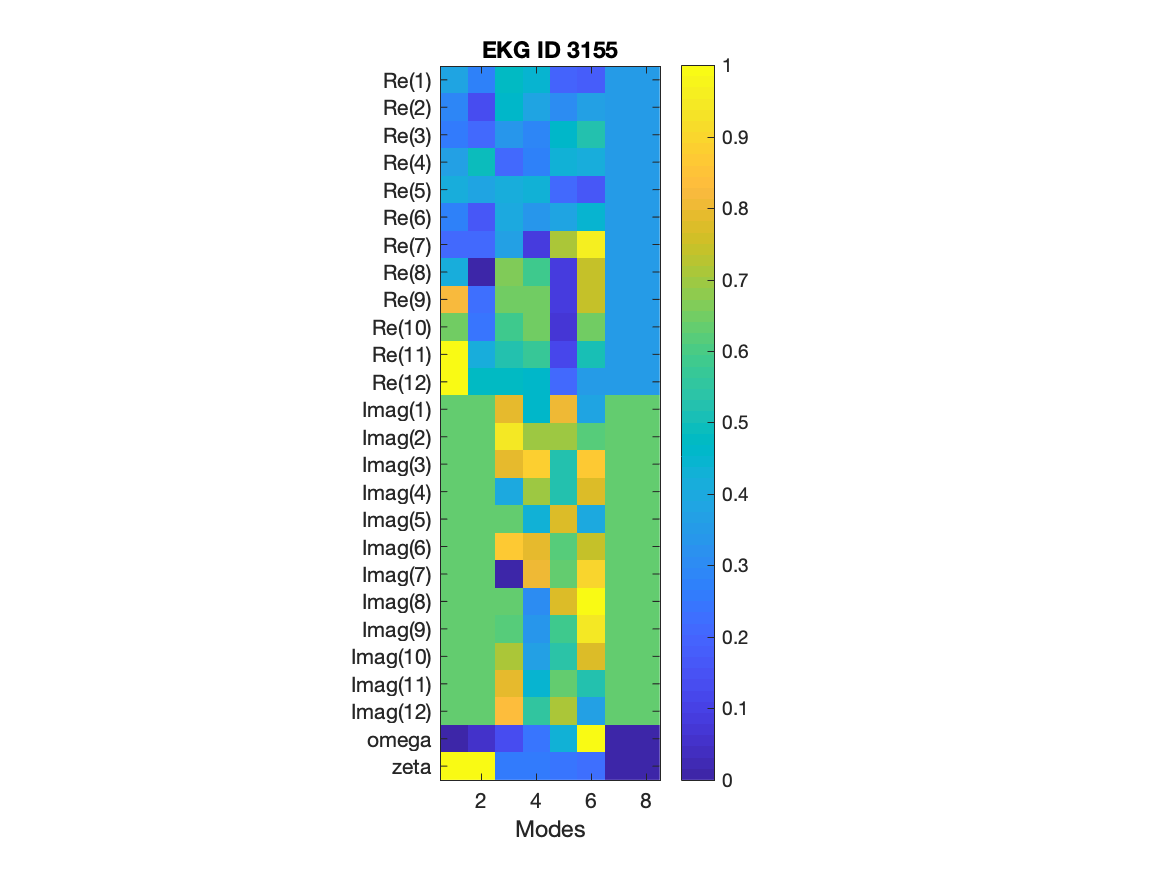 EKG ID 3155
Re(1)
Re(2)
Re(3)
Re(4)
Re(5)
Re(6)
Re(7)
Re(8)
Re(9)
Re(10)
Re(11)
Re(12)
Imag(1)
Imag(2)
Imag(3)
Imag(4)
Imag(5)
Imag(6)
Imag(7)
Imag(8)
Imag(9)
Imag(10)
Imag(11)
Imag(12)
omega
zeta
2 4 6 8
Modes
1
0.9
0.8
0.7
0.6
0.5
0.4
0.3
0.2
0.1
0